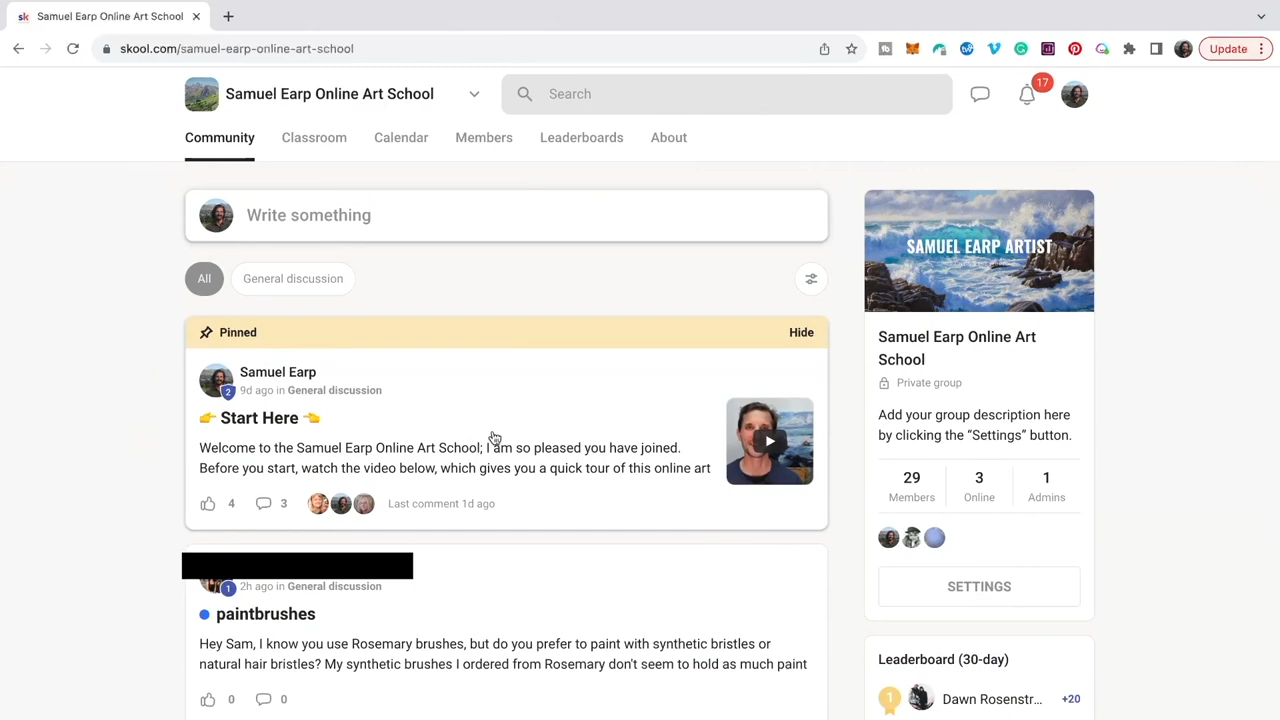 sk Samuel Earp Online Art School
skool.com/samuel-earp-online-art-school
Update
Samuel Earp Online Art School
Search
17
Community Classroom Calendar Members Leaderboards About
Write something
All General discussion
Pinned Hide
Samuel Earp
2 9d ago in General discussion
👉 Start Here 👈
Welcome to the Samuel Earp Online Art School; I am so pleased you have joined.
Before you start, watch the video below, which gives you a quick tour of this online art
4 3 Last comment 1d ago
1 2h ago in General discussion
paintbrushes
Hey Sam, I know you use Rosemary brushes, but do you prefer to paint with synthetic bristles or
natural hair bristles? My synthetic brushes I ordered from Rosemary don't seem to hold as much paint
0 0
SAMUEL EARP ARTIST
Samuel Earp Online Art
School
Private group
Add your group description here
by clicking the “Settings” button.
29 3 1
Members Online Admins
SETTINGS
Leaderboard (30-day)
1 Dawn Rosenstr... +20